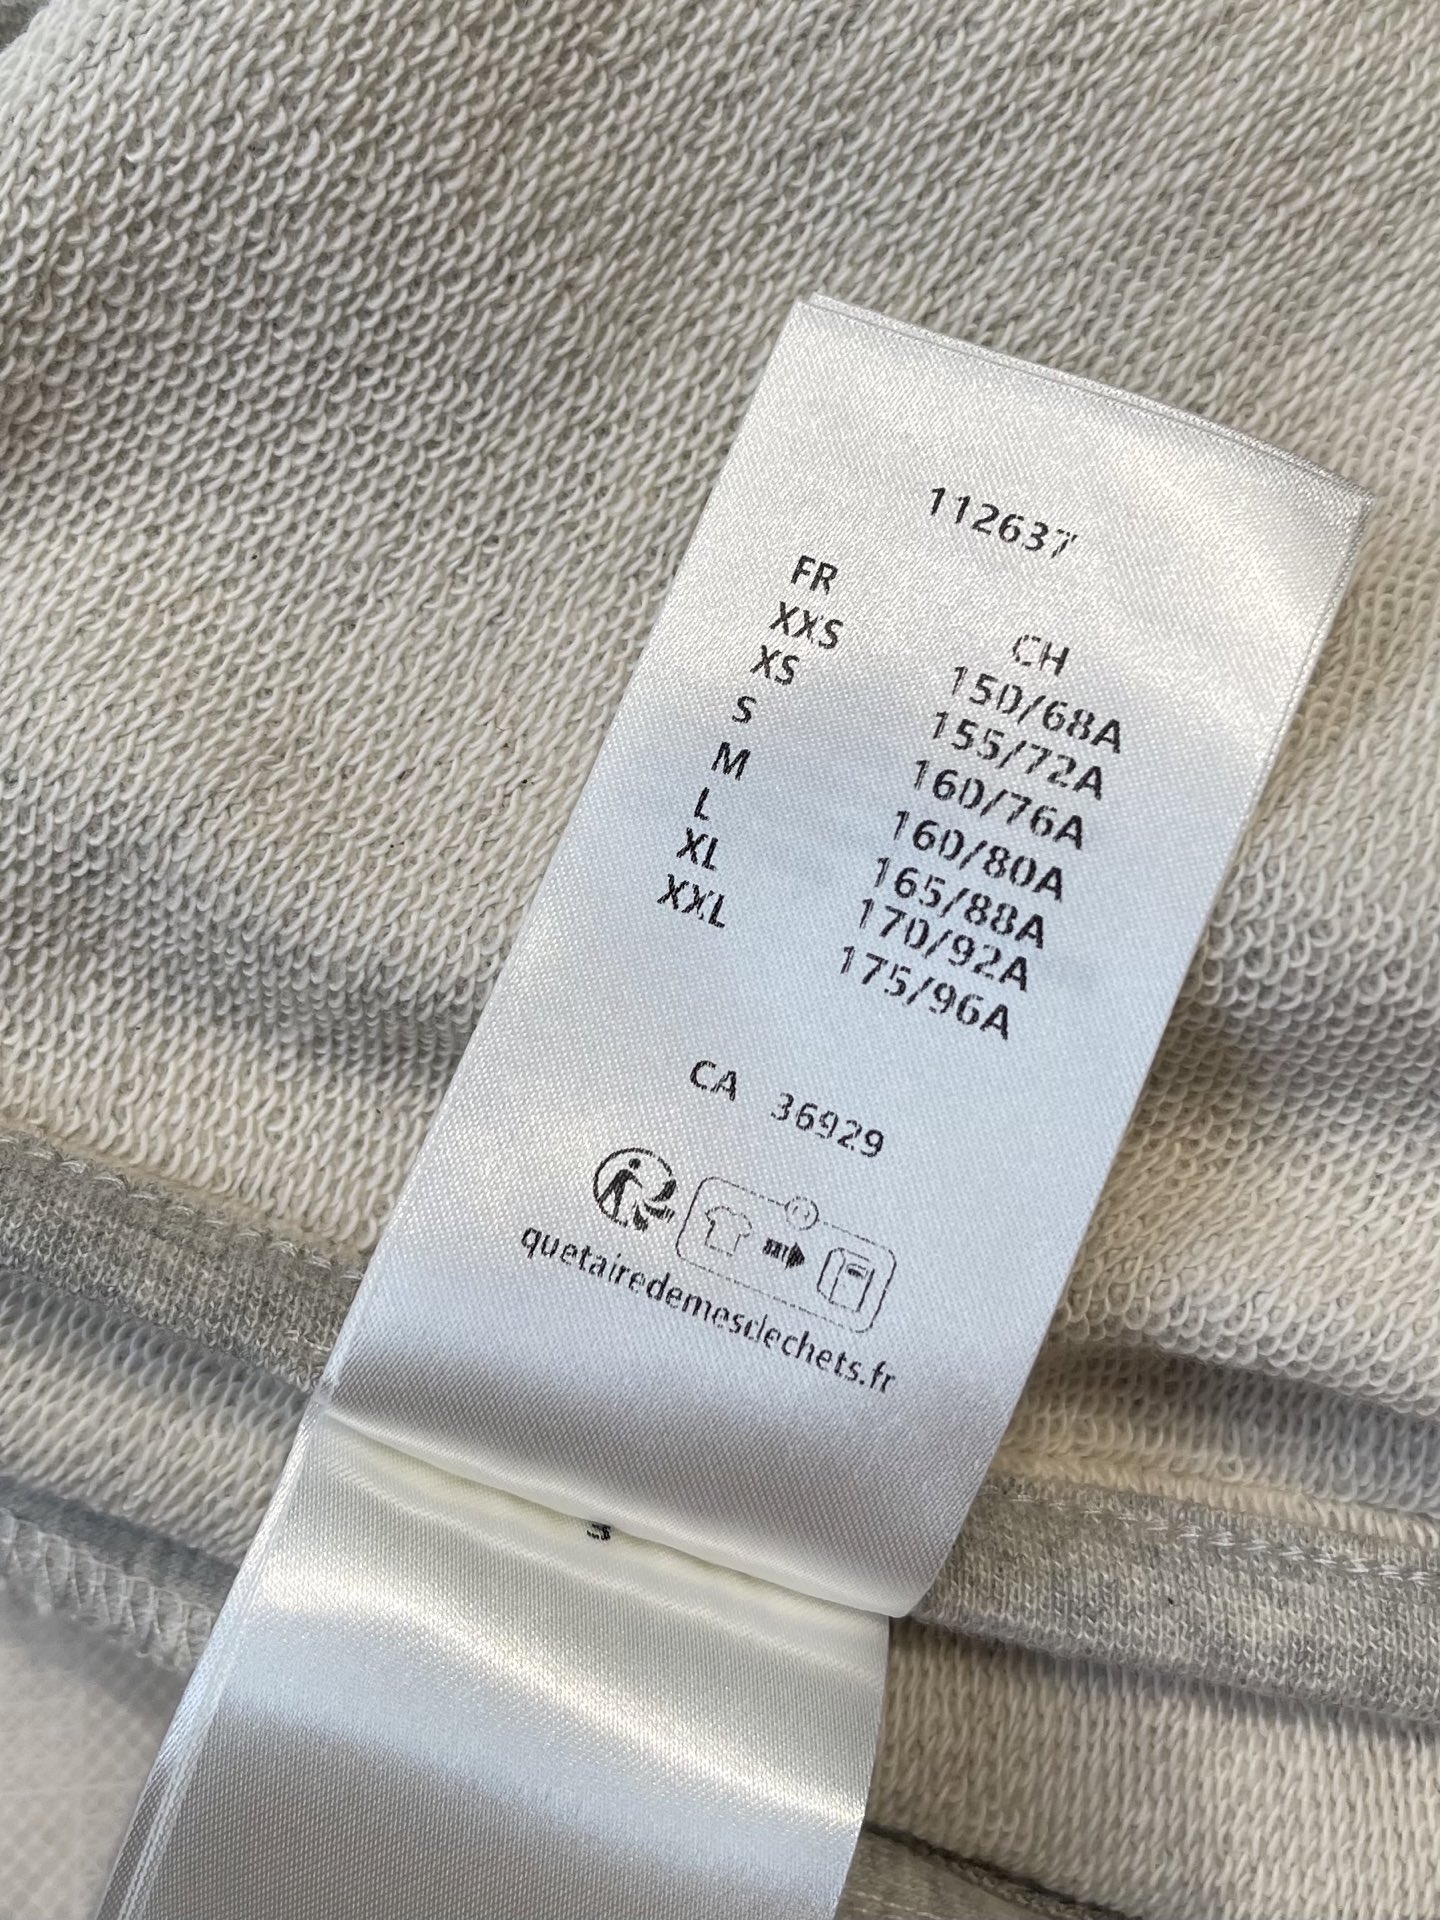 112637
FR CH
XXS 150/68A
XS 155/72A
S 160/76A
M 160/80A
L 165/88A
XL 170/92A
XXL 175/96A
CA 36929
quetairedemesdechets.fr
3